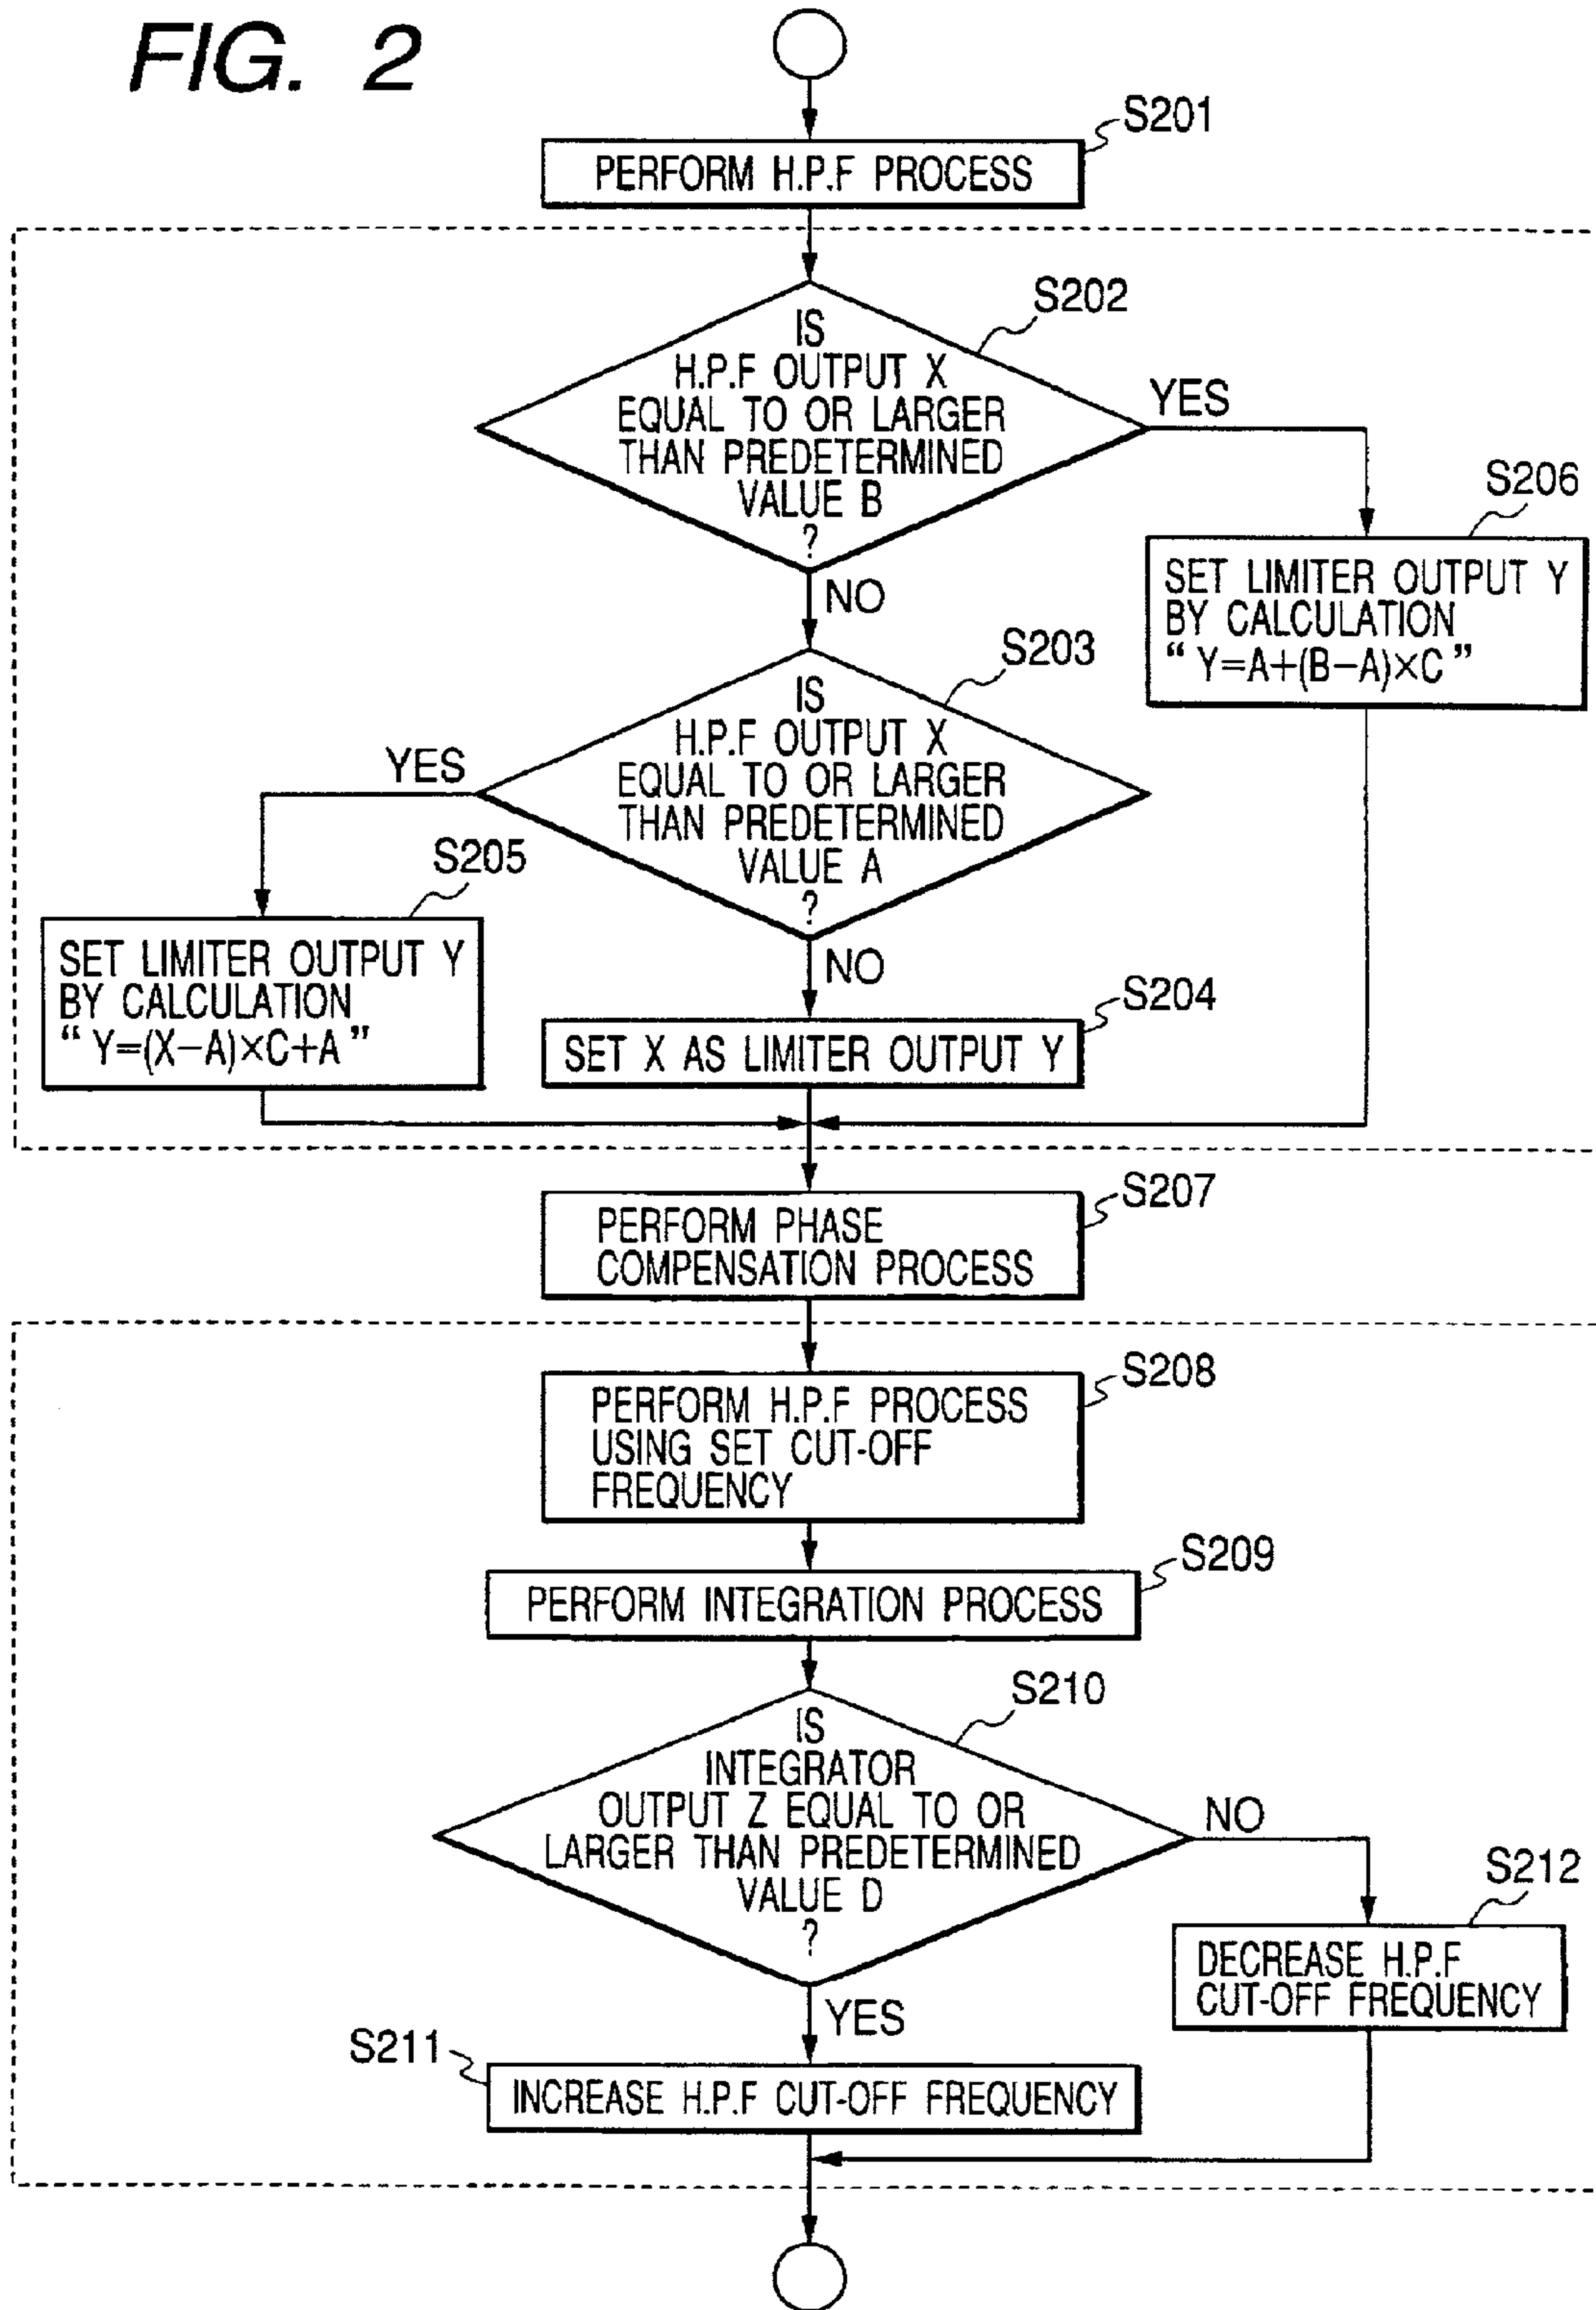 FIG. 2
S201
PERFORM H.P.F PROCESS
S202
IS
H.P.F OUTPUT X
EQUAL TO OR LARGER
THAN PREDETERMINED
VALUE B
?
YES
NO
S206
SET LIMITER OUTPUT Y
BY CALCULATION
“ Y=A+(B−A)×C ”
S203
IS
H.P.F OUTPUT X
EQUAL TO OR LARGER
THAN PREDETERMINED
VALUE A
?
YES
NO
S205
SET LIMITER OUTPUT Y
BY CALCULATION
“ Y=(X−A)×C+A ”
S204
SET X AS LIMITER OUTPUT Y
S207
PERFORM PHASE
COMPENSATION PROCESS
S208
PERFORM H.P.F PROCESS
USING SET CUT-OFF
FREQUENCY
S209
PERFORM INTEGRATION PROCESS
S210
IS
INTEGRATOR
OUTPUT Z EQUAL TO OR
LARGER THAN PREDETERMINED
VALUE D
?
NO
YES
S212
DECREASE H.P.F
CUT-OFF FREQUENCY
S211
INCREASE H.P.F CUT-OFF FREQUENCY